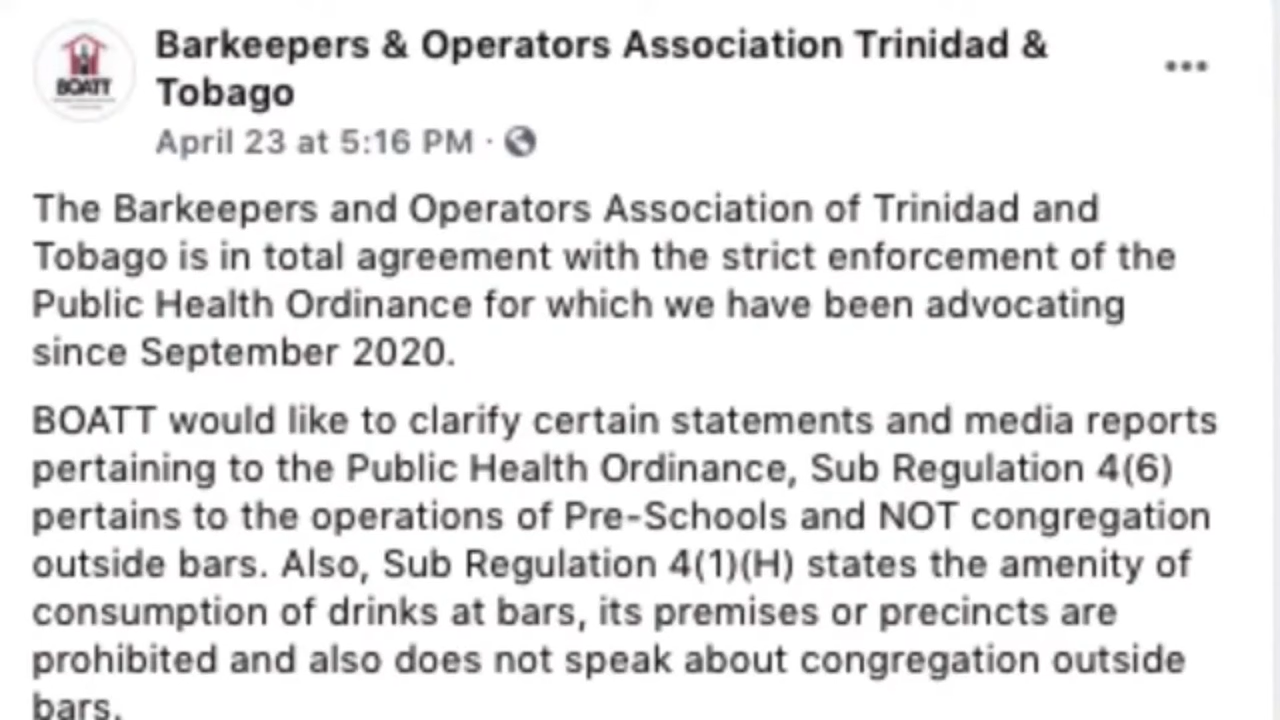 BOATT
Barkeepers & Operators Association Trinidad &
Tobago
April 23 at 5:16 PM ·
The Barkeepers and Operators Association of Trinidad and
Tobago is in total agreement with the strict enforcement of the
Public Health Ordinance for which we have been advocating
since September 2020.
BOATT would like to clarify certain statements and media reports
pertaining to the Public Health Ordinance, Sub Regulation 4(6)
pertains to the operations of Pre-Schools and NOT congregation
outside bars. Also, Sub Regulation 4(1)(H) states the amenity of
consumption of drinks at bars, its premises or precincts are
prohibited and also does not speak about congregation outside
bars.